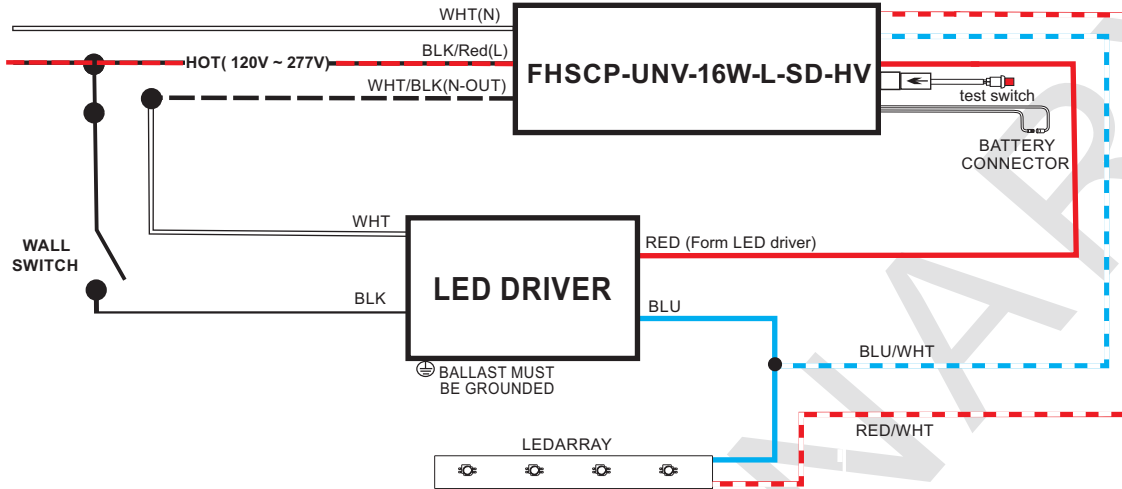 WHT(N)
BLK/Red(L)
HOT( 120V ~ 277V)
WHT/BLK(N-OUT)
FHSCP-UNV-16W-L-SD-HV
test switch
BATTERY
CONNECTOR
WHT
WALL
SWITCH
RED (Form LED driver)
LED DRIVER
BLK
BLU
BALLAST MUST
BE GROUNDED
BLU/WHT
RED/WHT
LEDARRAY